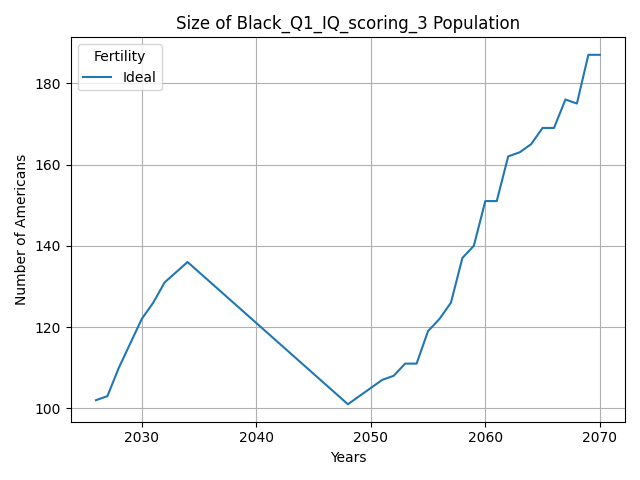 Size of Black_Q1_IQ_scoring_3 Population
Fertility
Ideal
Number of Americans
180
160
140
120
100
2030 2040 2050 2060 2070
Years